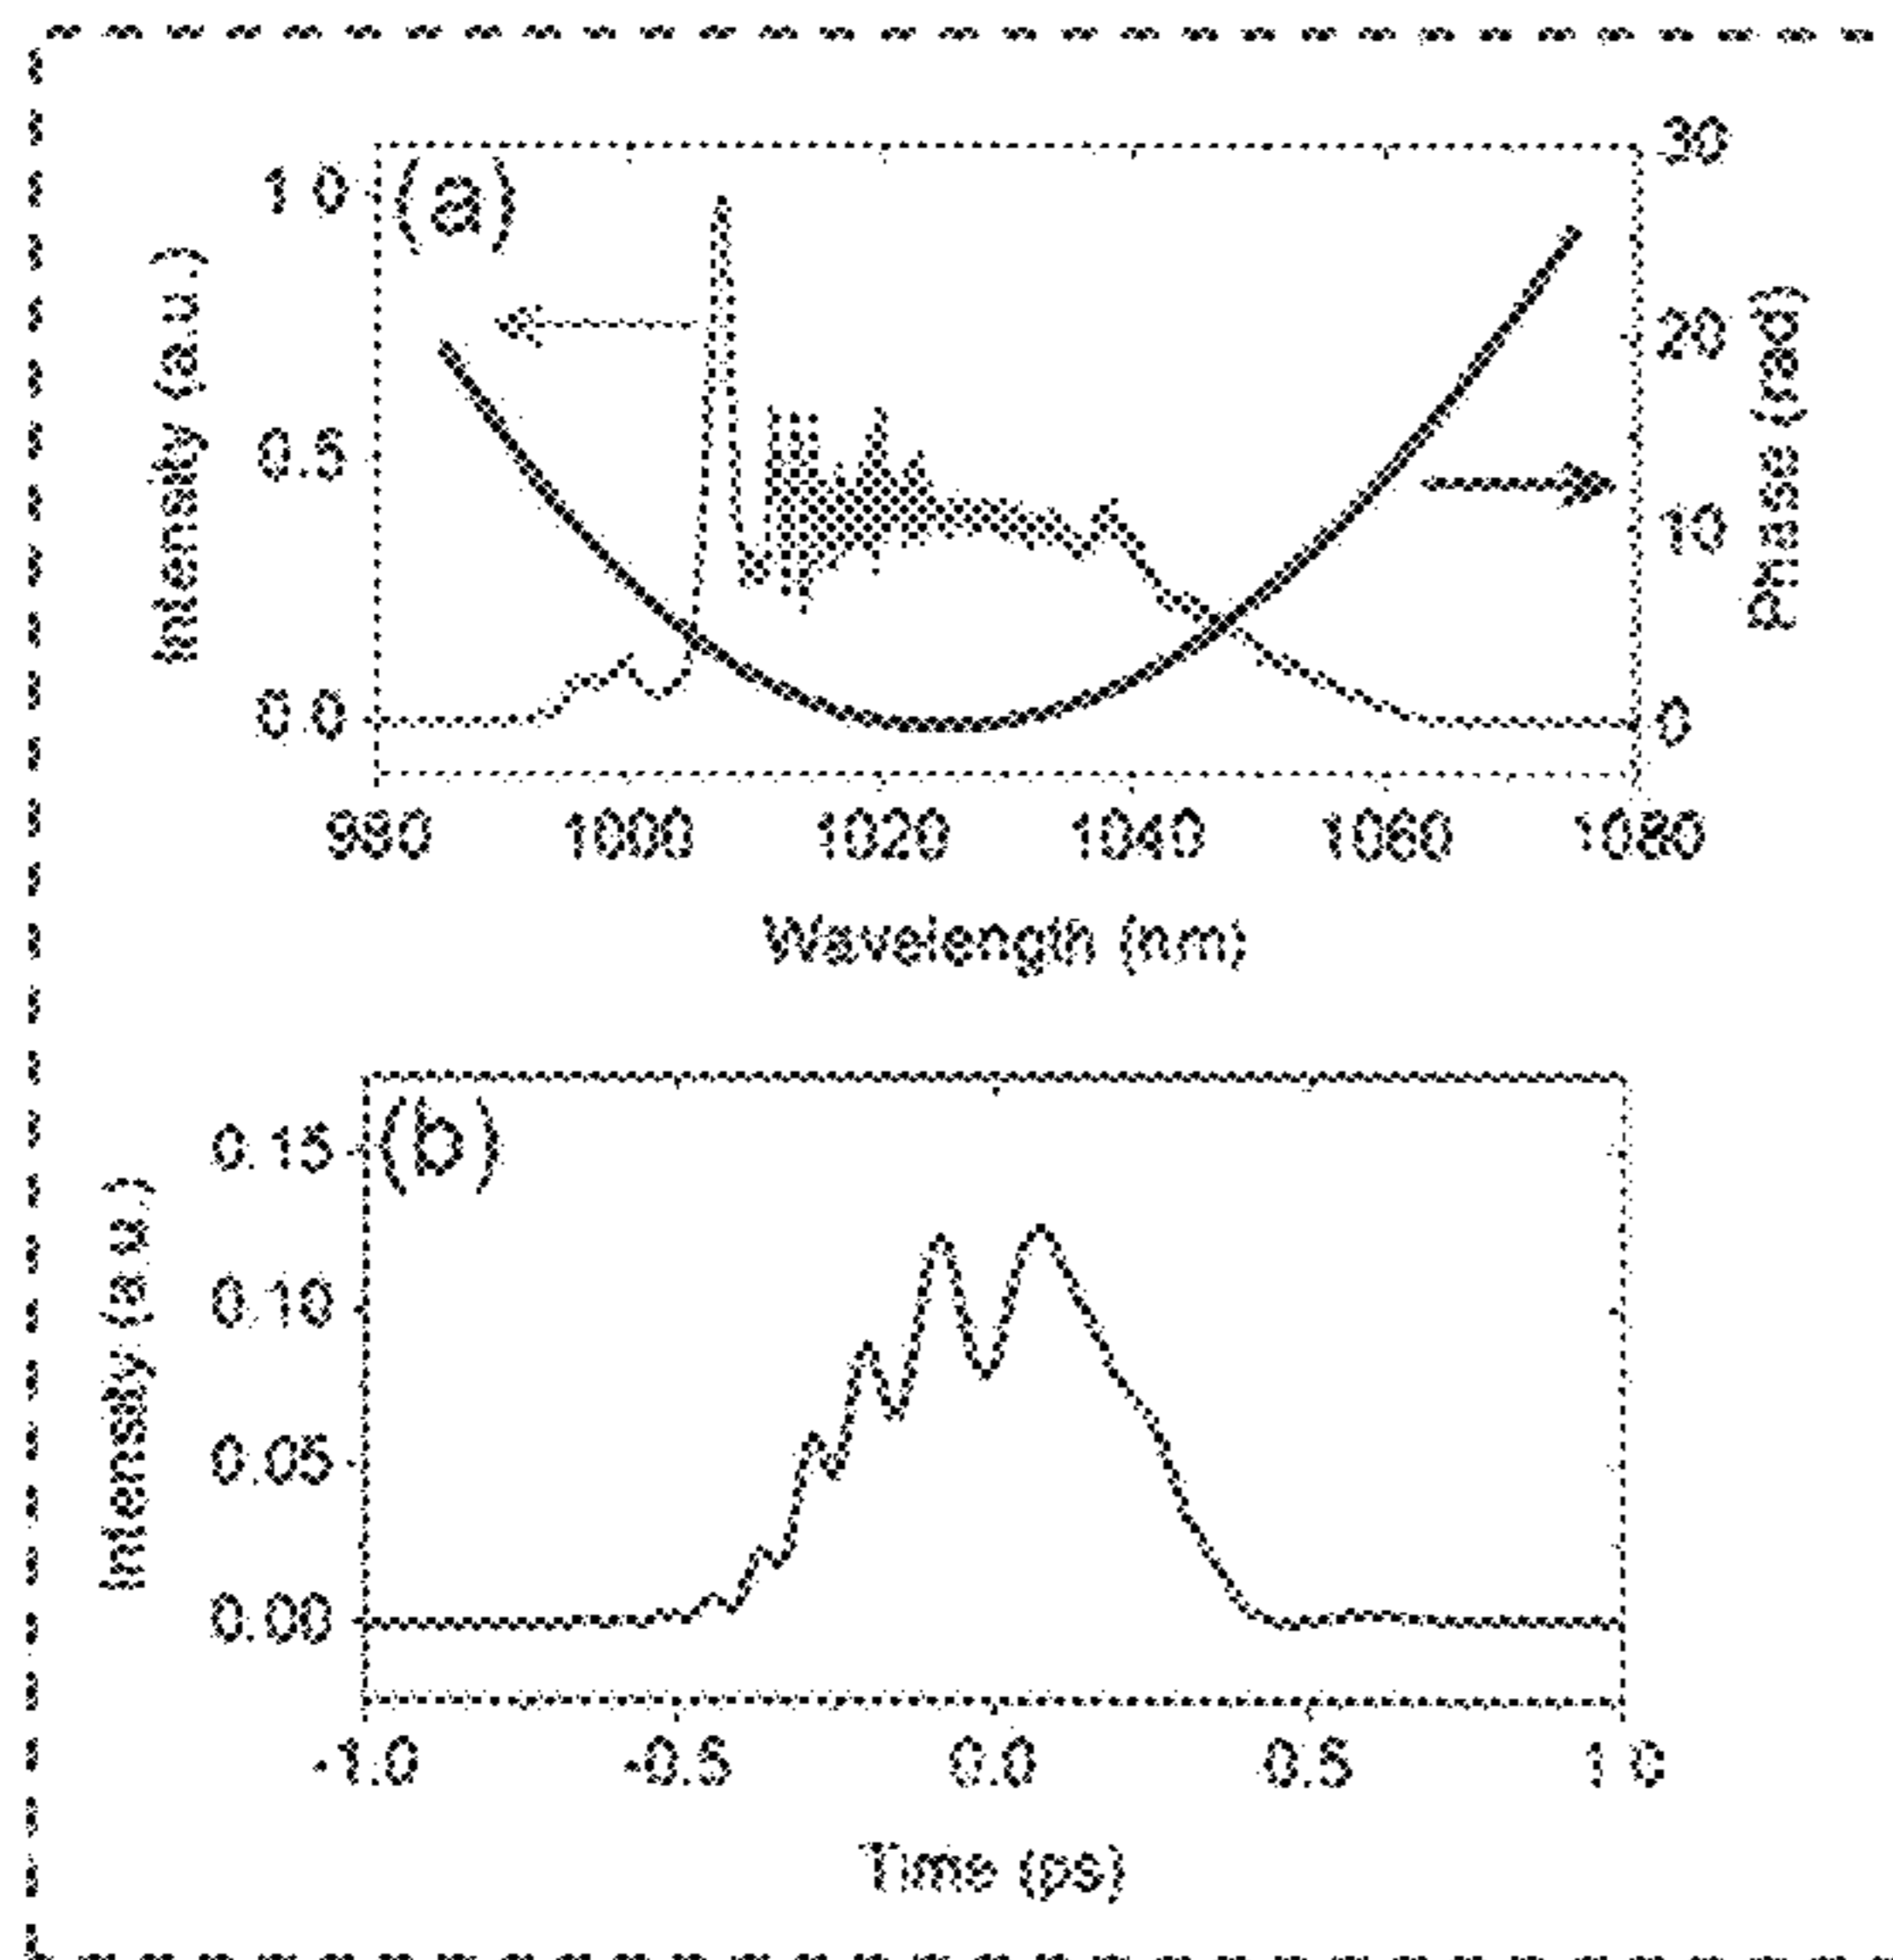 (a)
Intensity (a.u.)
1.0
0.5
0.0
30
20
10
0
Phase (rad)
980 1000 1020 1040 1060 1080
Wavelength (nm)
(b)
Intensity (a.u.)
0.15
0.10
0.05
0.00
-1.0 -0.5 0.0 0.5 1.0
Time (ps)